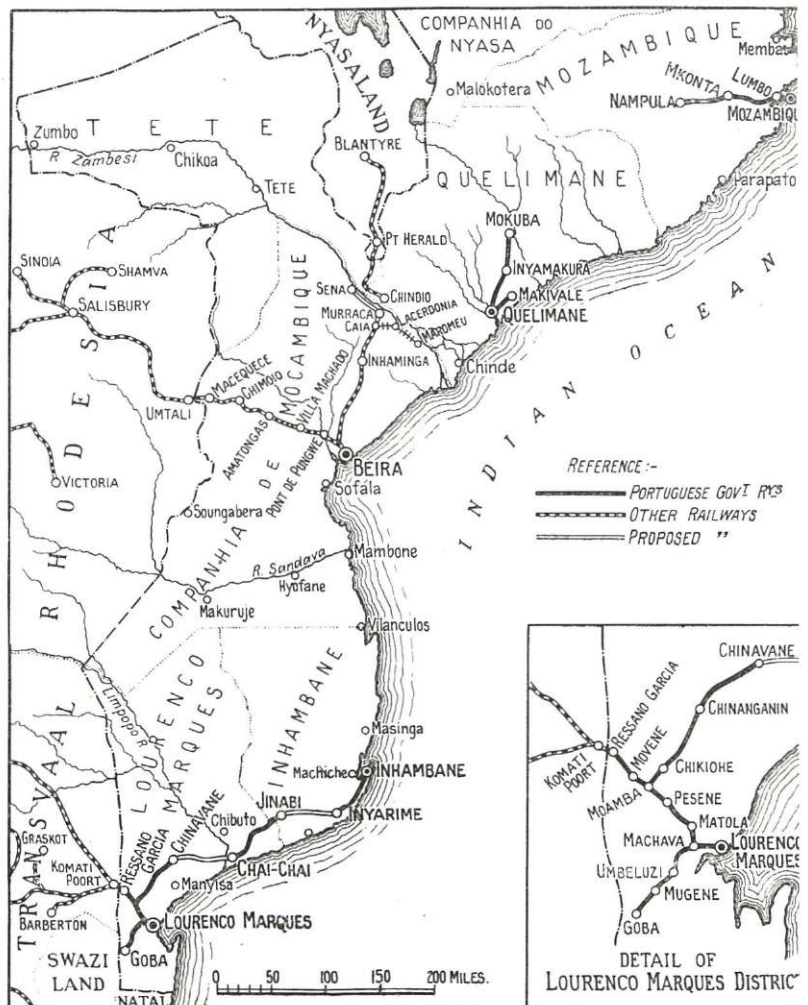 NYASALAND
COMPANHIA DO
NYASA
MOZAMBIQUE
Malokotera
MKONTA
LUMBO
NAMPULA
Zumbo
T E T E
R Zambesi
Chikoa
TETE
BLANTYRE
QUELIMANE
Parapato
MOKUBA
PT HERALD
INYAMAKURA
MAKIVALE
QUELIMANE
SINOIA
SHAMVA
SALISBURY
SENA
CHINDIO
MURRACA
CAIA
LACERDONIA
MAROMEU
Chinde
INHAMINGA
UMTALI
MACEQUECE
CHIMOIO
AMATONGAS
VILLA MACHADO
PONT DE PUNGWE
BEIRA
Sofála
VICTORIA
Soungabera
RHODESIA
COMPANHIA DE MOCAMBIQUE
INDIAN OCEAN
REFERENCE:-
PORTUGUESE GOVT RYS
OTHER RAILWAYS
PROPOSED "
R. Sandava
Mambone
Hyofane
Makuruje
Vilanculos
Limpopo R
LOURENCO
MARQUES
INHAMBANE
Masinga
INHAMBANE
JINABI
INYARIME
Chibuto
CHAI-CHAI
CHINAVANE
RESSANO
GARCIA
Manyisa
TRANSVAAL
GRASKOT
KOMATI
POORT
BARBERTON
LOURENCO MARQUES
GOBA
SWAZI
LAND
NATAL
0 50 100 150 200 MILES.
CHINAVANE
CHINANGANIN
CHIKIOHE
RESSANO GARCIA
KOMATI
POORT
MOVENE
MOAMBA
PESENE
MATOLA
MACHAVA
LOURENCO
MARQUES
UMBELUZI
MUGENE
GOBA
DETAIL OF
LOURENCO MARQUES DISTRICT